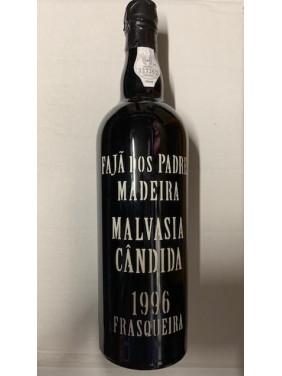 FAJÃ DOS PADRES
MADEIRA
MALVASIA
CÂNDIDA
1996
FRASQUEIRA